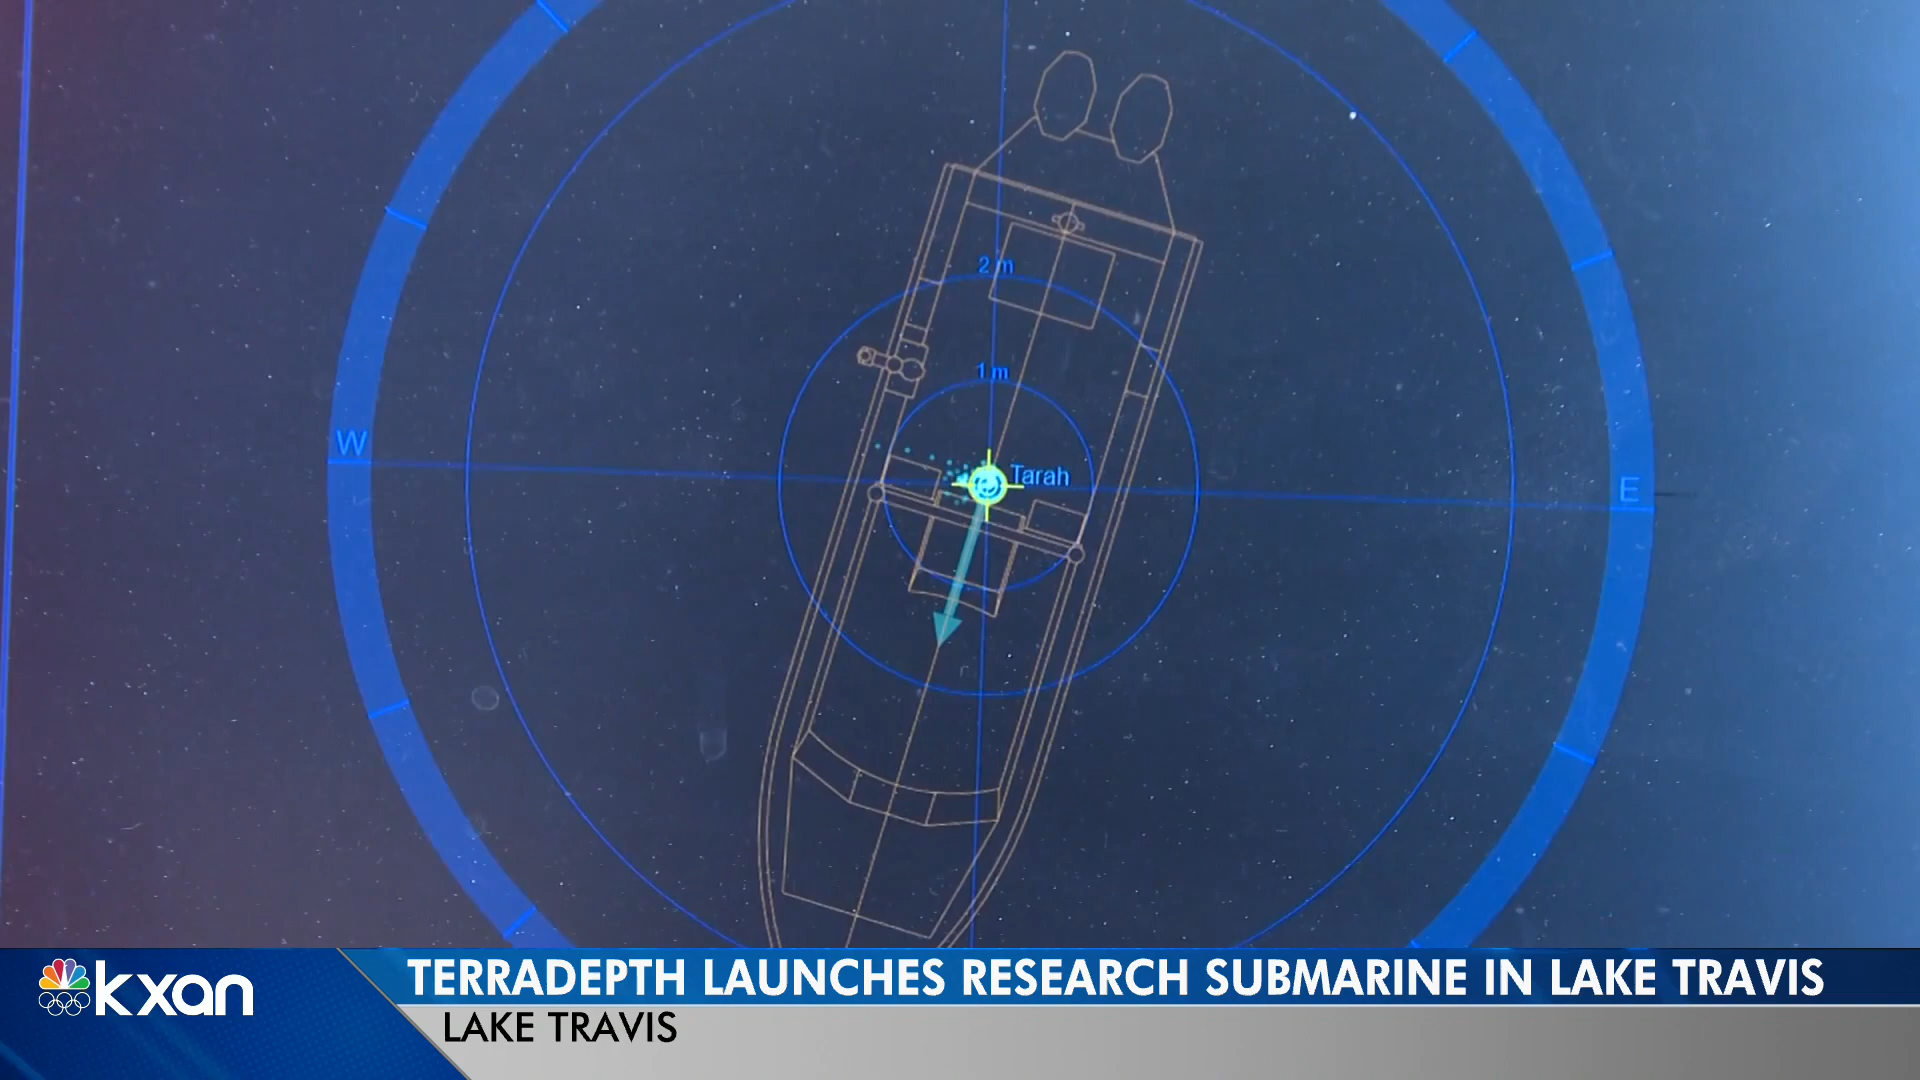 2 m
1 m
W
Tarah
E
kxan
TERRADEPTH LAUNCHES RESEARCH SUBMARINE IN LAKE TRAVIS
LAKE TRAVIS